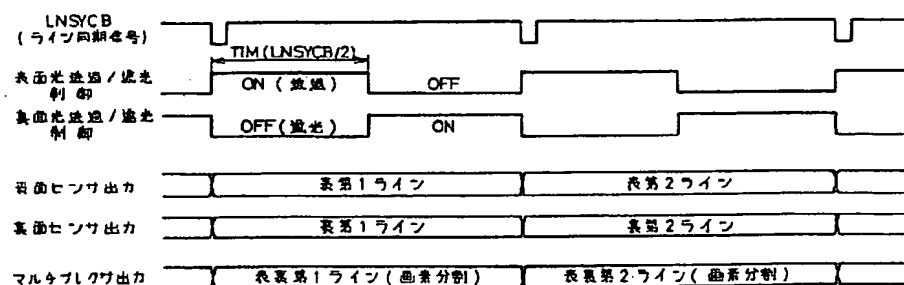 LNSYCB
(ライン同期信号)
TIM(LNSYCB/2)
表面光透過/遮光
制御
ON (透過)
OFF
裏面光透過/遮光
制御
OFF(遮光)
ON
表面センサ出力
表第1ライン
表第2ライン
裏面センサ出力
裏第1ライン
裏第2ライン
マルチプレクサ出力
表裏第1ライン(画素分割)
表裏第2ライン(画素分割)